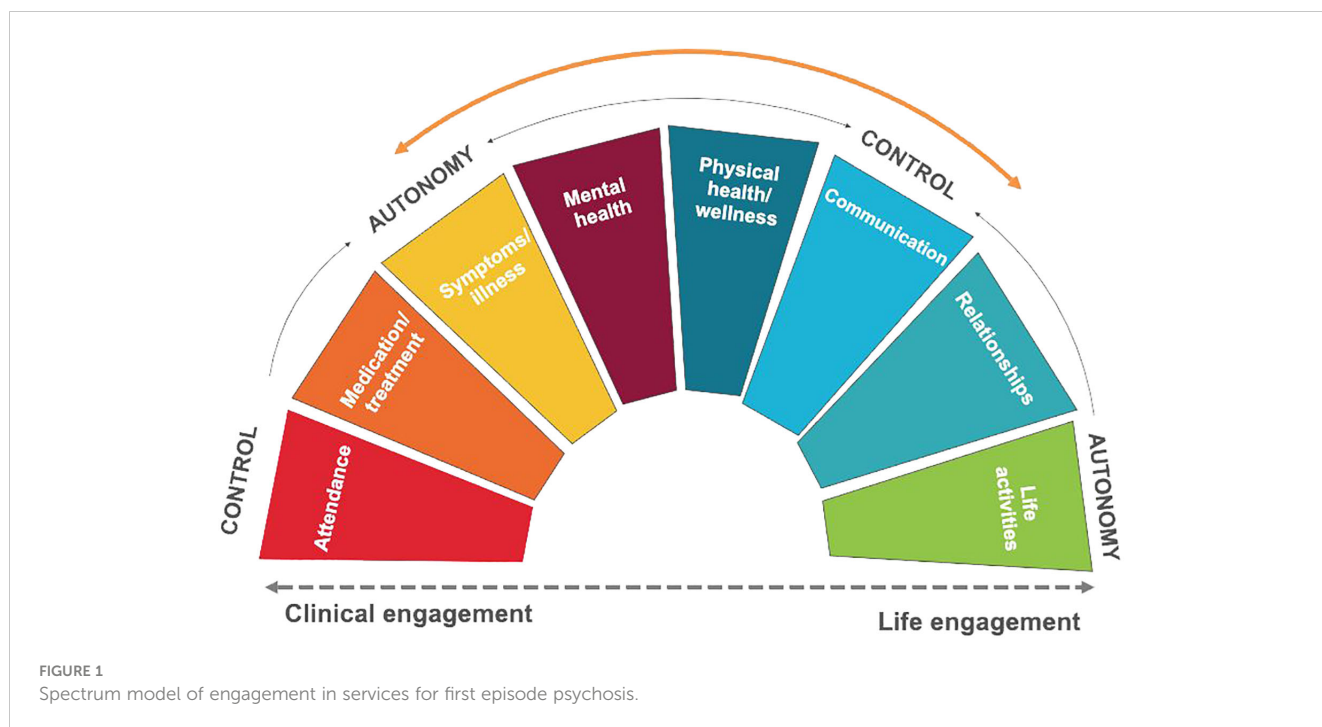 CONTROL
AUTONOMY
CONTROL
AUTONOMY
Attendance
Medication/
treatment
Symptoms/
illness
Mental
health
Physical
health/
wellness
Communication
Relationships
Life
activities
Clinical engagement
Life engagement
FIGURE 1
Spectrum model of engagement in services for first episode psychosis.